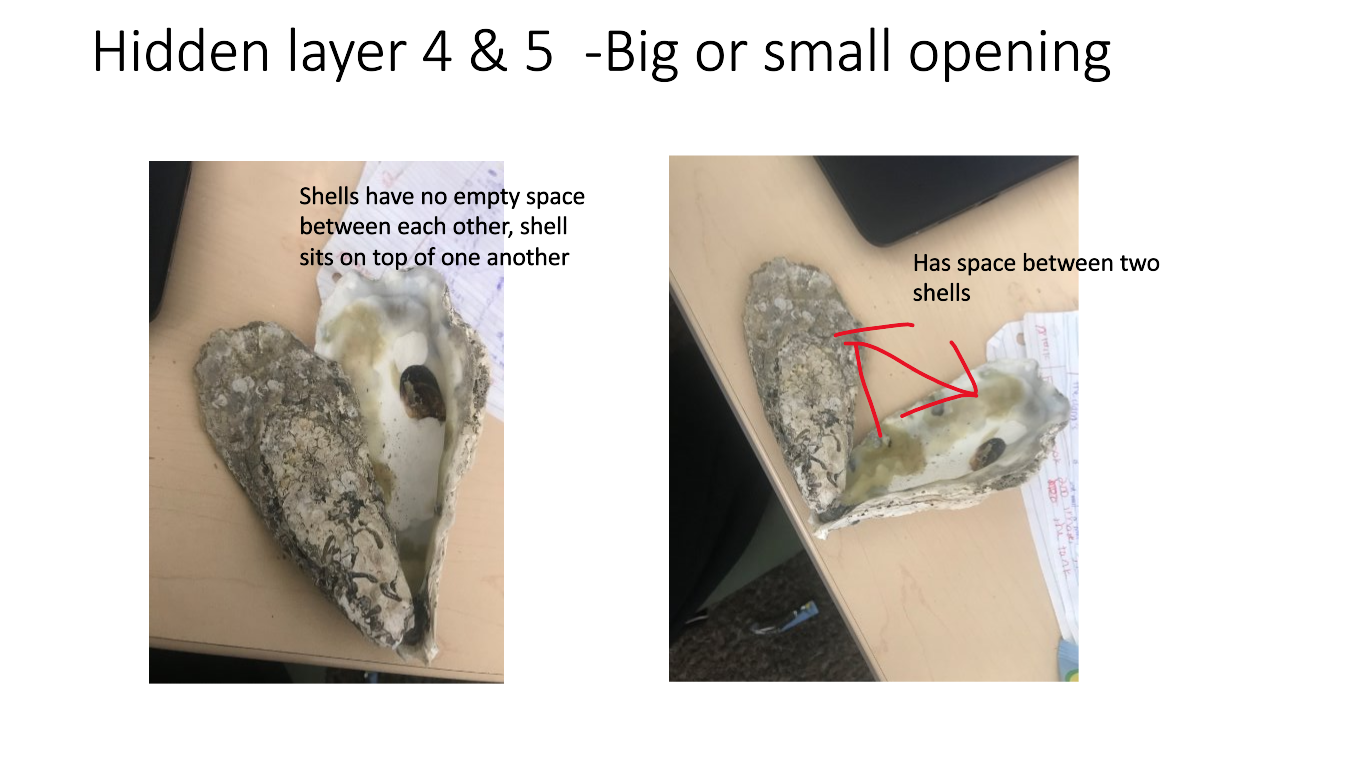 Hidden layer 4 & 5 -Big or small opening
Shells have no empty space
between each other, shell
sits on top of one another
Has space between two
shells